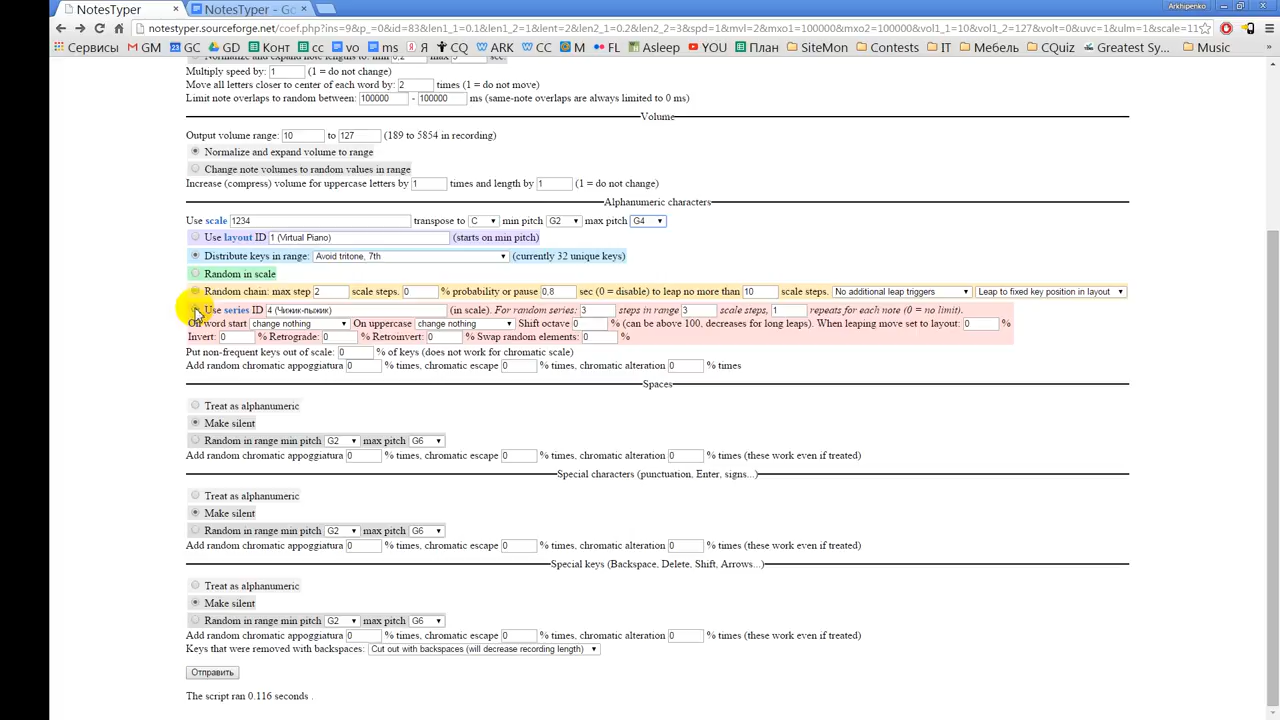 Arkhipenko
NotesTyper
NotesTyper - Go
notestyper.sourceforge.net/coef.php?ins=9&p_=0&id=83&len1_1=0.1&len1_2=1&lent=2&len2_1=0.2&len2_2=3&spd=1&mvl=2&mxo1=100000&mxo2=100000&vol1_1=10&vol1_2=127&volt=0&uvc=1&ulm=1&scale=11
Сервисы GM GC GD Конт cc vo ms Я CQ ARK CC M FL Asleep YOU План SiteMon Contests IT Мебель CQuiz Greatest Sy... Music
Normalize and expand note lengths to: min 0,2 max 3 sec.
Multiply speed by: 1 (1 = do not change)
Move all letters closer to center of each word by: 2 times (1 = do not move)
Limit note overlaps to random between: 100000 - 100000 ms (same-note overlaps are always limited to 0 ms)
Volume
Output volume range: 10 to 127 (189 to 5854 in recording)
Normalize and expand volume to range
Change note volumes to random values in range
Increase (compress) volume for uppercase letters by 1 times and length by 1 (1 = do not change)
Alphanumeric characters
Use scale 1234 transpose to C min pitch G2 max pitch G4
Use layout ID 1 (Virtual Piano) (starts on min pitch)
Distribute keys in range: Avoid tritone, 7th (currently 32 unique keys)
Random in scale
Random chain: max step 2 scale steps. 0 % probability or pause 0,8 sec (0 = disable) to leap no more than 10 scale steps. No additional leap triggers Leap to fixed key position in layout
Use series ID 4 (Чижик-пыжик) (in scale). For random series: 3 steps in range 3 scale steps, 1 repeats for each note (0 = no limit).
On word start change nothing On uppercase change nothing Shift octave 0 % (can be above 100, decreases for long leaps). When leaping move set to layout: 0 %
Invert: 0 % Retrograde: 0 % Retroinvert: 0 % Swap random elements: 0 %
Put non-frequent keys out of scale: 0 % of keys (does not work for chromatic scale)
Add random chromatic appoggiatura 0 % times, chromatic escape 0 % times, chromatic alteration 0 % times
Spaces
Treat as alphanumeric
Make silent
Random in range min pitch G2 max pitch G6
Add random chromatic appoggiatura 0 % times, chromatic escape 0 % times, chromatic alteration 0 % times (these work even if treated)
Special characters (punctuation, Enter, signs...)
Treat as alphanumeric
Make silent
Random in range min pitch G2 max pitch G6
Add random chromatic appoggiatura 0 % times, chromatic escape 0 % times, chromatic alteration 0 % times (these work even if treated)
Special keys (Backspace, Delete, Shift, Arrows...)
Treat as alphanumeric
Make silent
Random in range min pitch G2 max pitch G6
Add random chromatic appoggiatura 0 % times, chromatic escape 0 % times, chromatic alteration 0 % times (these work even if treated)
Keys that were removed with backspaces: Cut out with backspaces (will decrease recording length)
Отправить
The script ran 0.116 seconds .